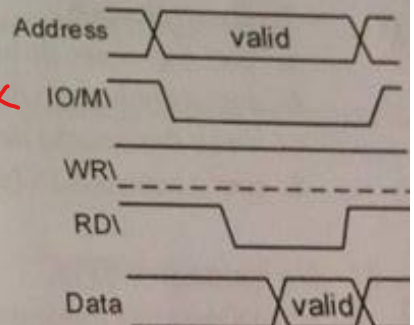 Address valid
IO/M\
WR\
RD\
Data valid